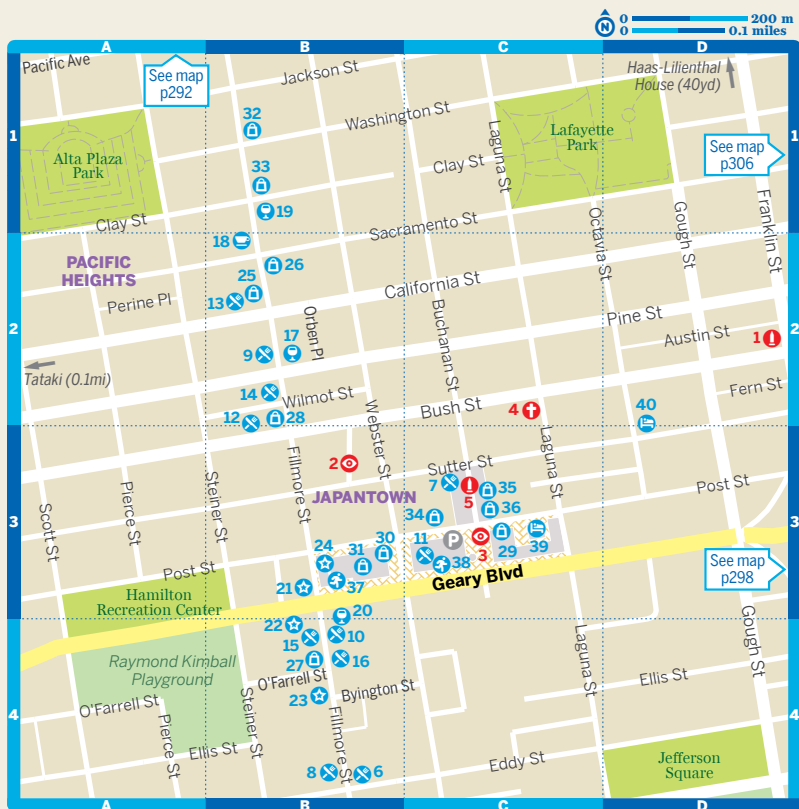 0 200 m
N 0 0.1 miles
A B C D
Pacific Ave
See map
p292
Jackson St
Haas-Lilienthal
House (40yd)
32
Washington St
1
1
Alta Plaza
Park
Laguna St
Lafayette
Park
See map
p306
33
Clay St
19
Clay St
Sacramento St
18
Octavia St
Gough St
Franklin St
PACIFIC
HEIGHTS
26
25
California St
13
Perine Pl
Orben Pl
Buchanan St
Pine St
2
2
17
9
Austin St
1
Tataki (0.1mi)
14
Wilmot St
Fern St
Webster St
Bush St
4
40
12
28
Laguna St
2
Sutter St
Fillmore St
7
5
35
Steiner St
JAPANTOWN
Post St
Pierce St
36
Scott St
34
3
3
30
11
P
3
29
39
24
31
38
See map
p298
Post St
37
Geary Blvd
21
Hamilton
Recreation Center
20
22
10
15
Gough St
Laguna St
Raymond Kimball
Playground
27
16
O'Farrell St
Ellis St
23
Byington St
O'Farrell St
Steiner St
Fillmore St
4
4
Pierce St
Ellis St
Eddy St
Jefferson
Square
8
6
A B C D